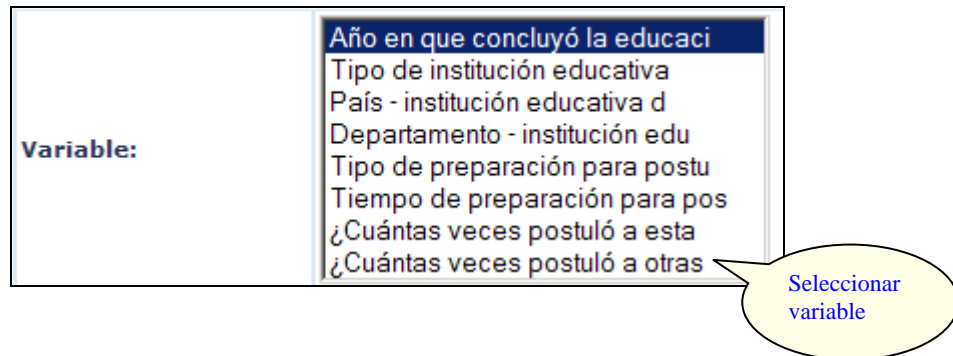 Variable:
Año en que concluyó la educaci
Tipo de institución educativa
País - institución educativa d
Departamento - institución edu
Tipo de preparación para postu
Tiempo de preparación para pos
¿Cuántas veces postuló a esta
¿Cuántas veces postuló a otras
Seleccionar
variable